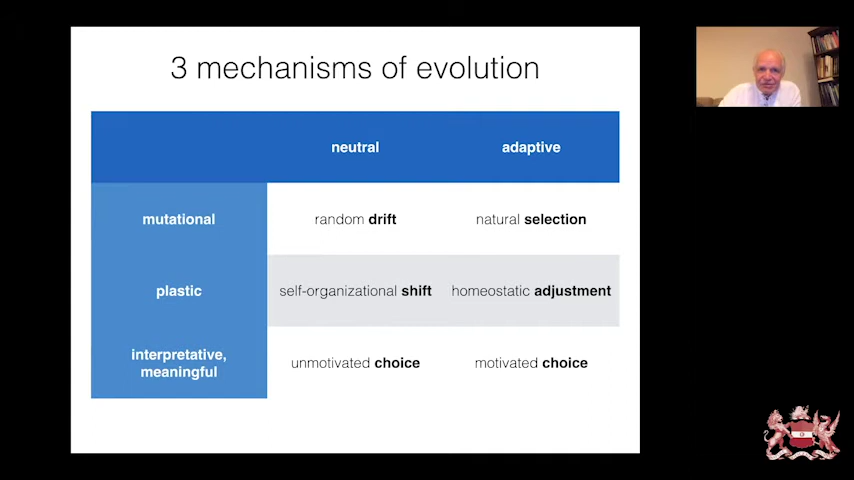 3 mechanisms of evolution
neutral adaptive
mutational random drift natural selection
plastic self-organizational shift homeostatic adjustment
interpretative,
meaningful unmotivated choice motivated choice